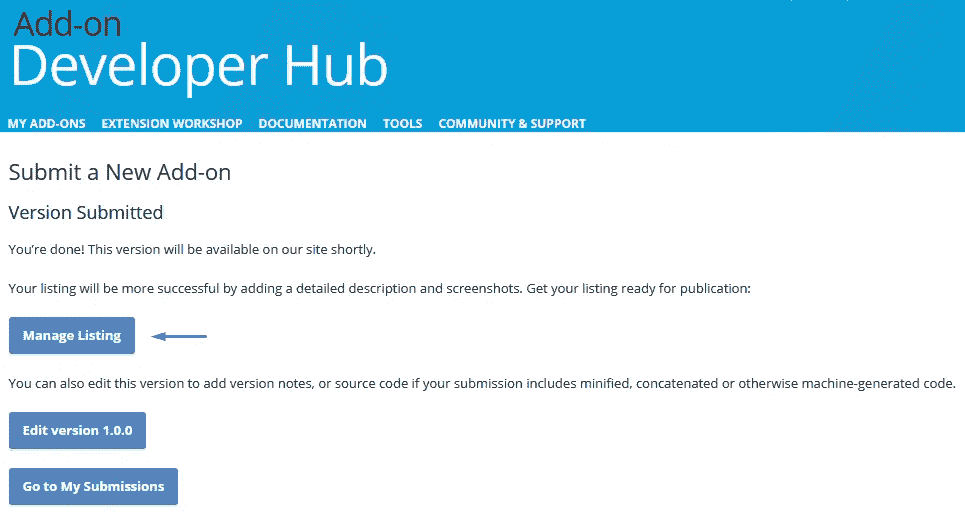 Add-on
Developer Hub
MY ADD-ONS EXTENSION WORKSHOP DOCUMENTATION TOOLS COMMUNITY & SUPPORT
Submit a New Add-on
Version Submitted
You're done! This version will be available on our site shortly.
Your listing will be more successful by adding a detailed description and screenshots. Get your listing ready for publication:
Manage Listing
You can also edit this version to add version notes, or source code if your submission includes minified, concatenated or otherwise machine-generated code.
Edit version 1.0.0
Go to My Submissions